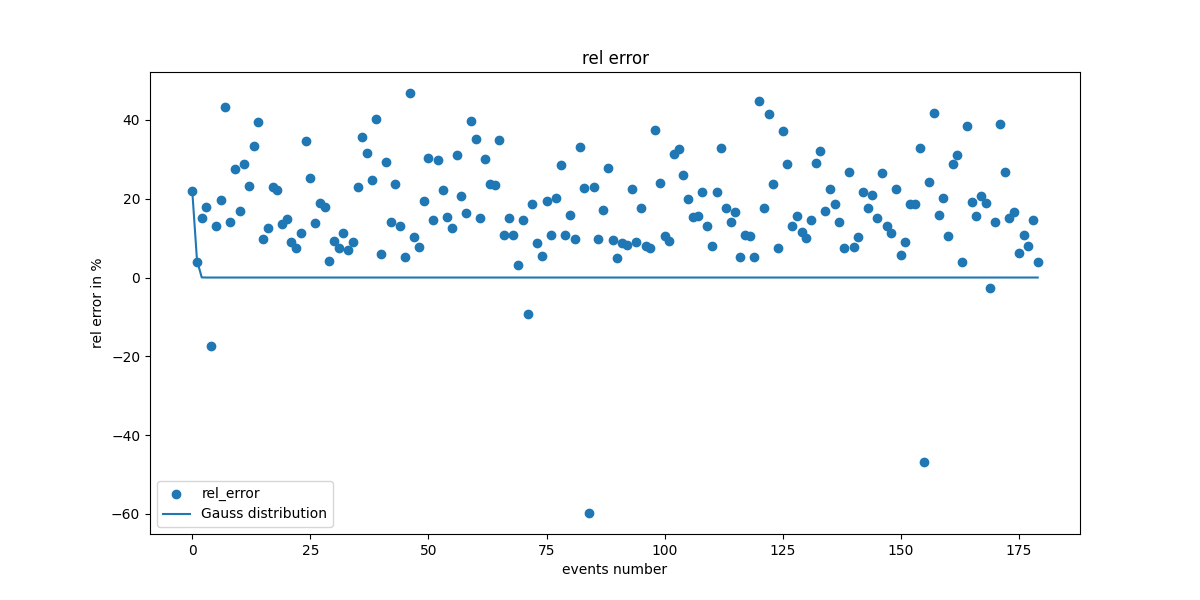 rel error
rel error in %
40
20
0
−20
−40
−60
rel_error
Gauss distribution
0 25 50 75 100 125 150 175
events number